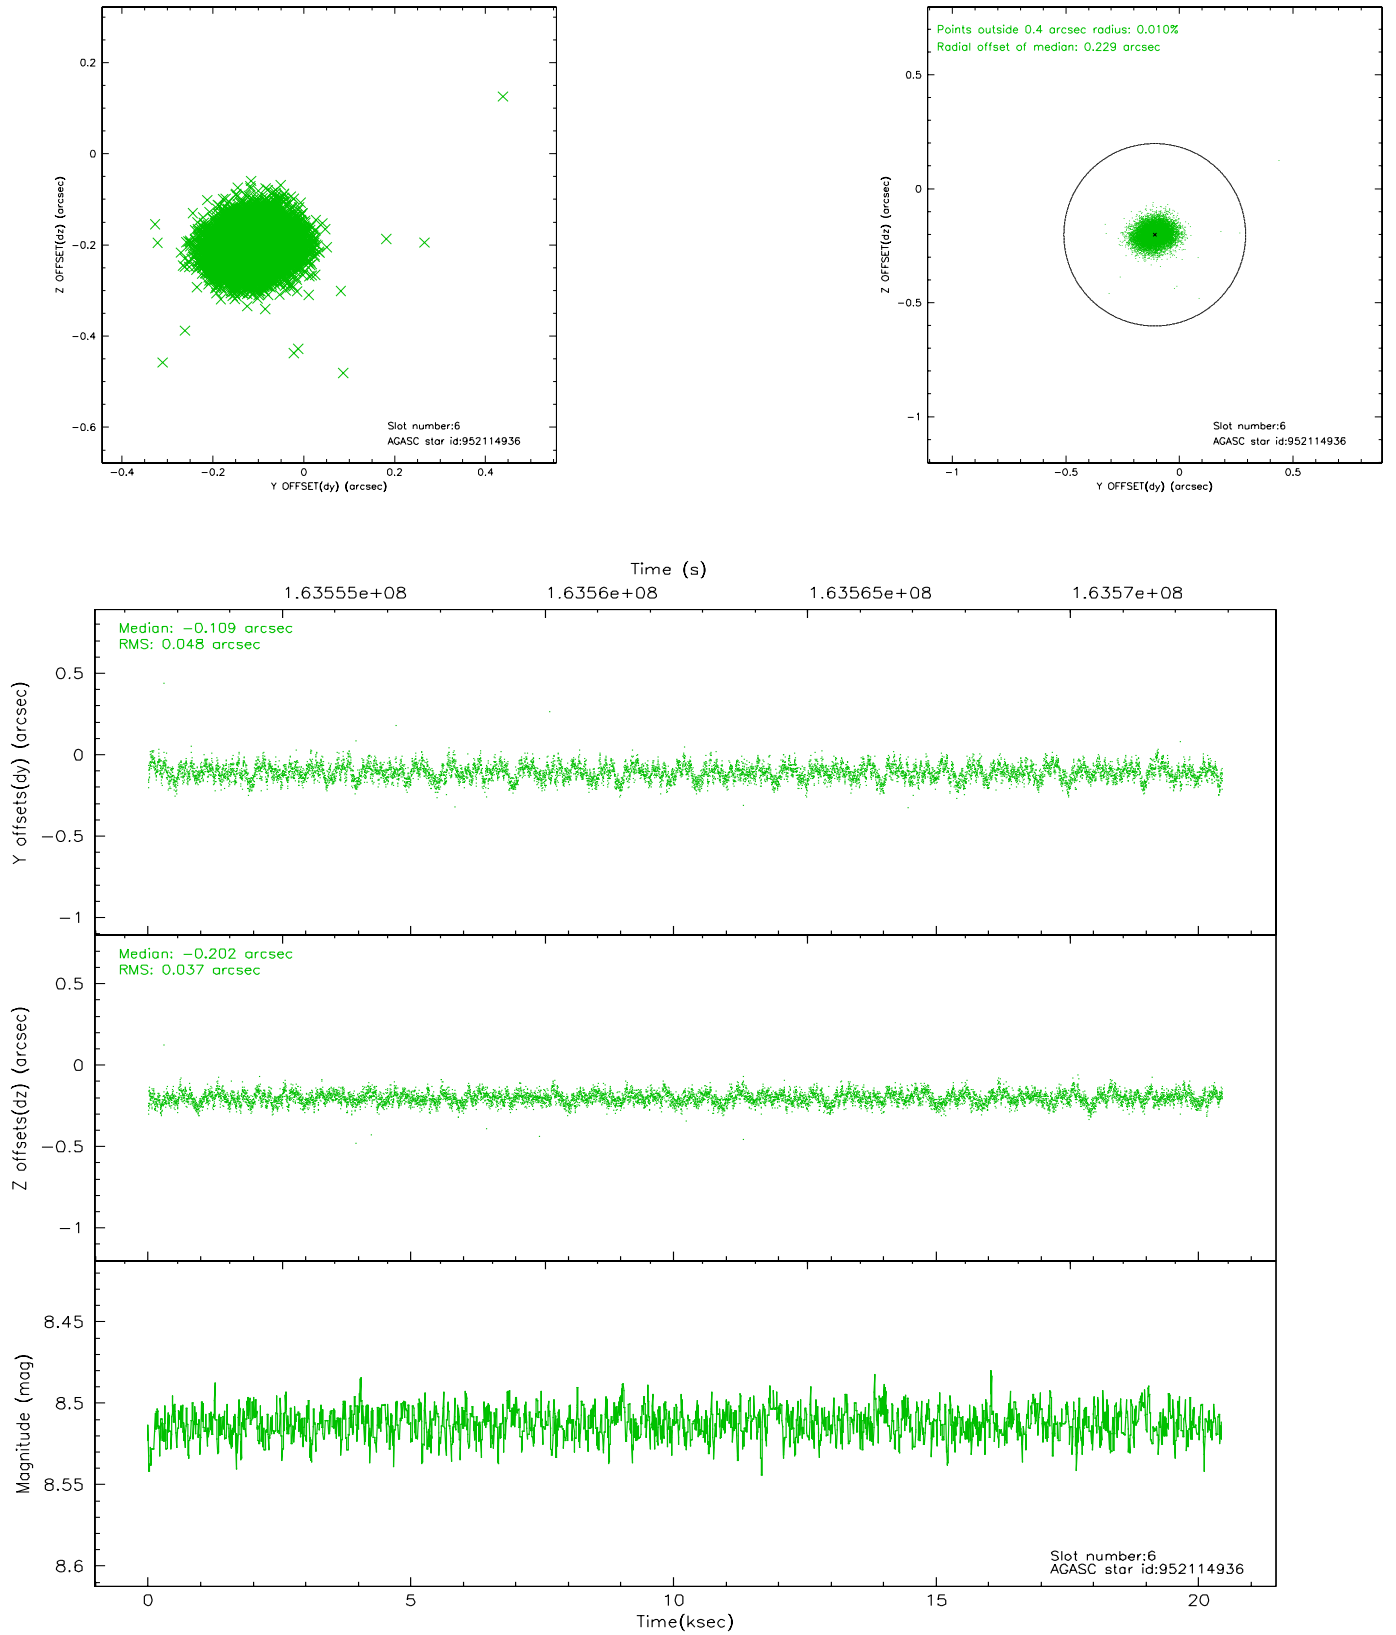 0.2
0
-0.2
-0.4
-0.6
-0.4
-0.2
0
0.2
0.4
Z OFFSET(dz) (arcsec)
Y OFFSET(dy) (arcsec)
Slot number:6
AGASC star id:952114936
Points outside 0.4 arcsec radius: 0.010%
Radial offset of median: 0.229 arcsec
0.5
0
-0.5
-1
-1
-0.5
0
0.5
Z OFFSET(dz) (arcsec)
Y OFFSET(dy) (arcsec)
Slot number:6
AGASC star id:952114936
Time (s)
1.63555e+08
1.6356e+08
1.63565e+08
1.6357e+08
Median: -0.109 arcsec
RMS: 0.048 arcsec
0.5
0
-0.5
-1
Y offsets(dy) (arcsec)
Median: -0.202 arcsec
RMS: 0.037 arcsec
0.5
0
-0.5
-1
Z offsets(dz) (arcsec)
8.45
8.5
8.55
8.6
Magnitude (mag)
Slot number:6
AGASC star id:952114936
0
5
10
15
20
Time(ksec)